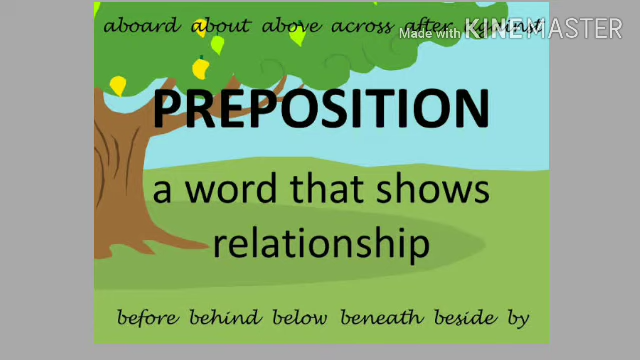 aboard about above across after against
Made with KINEMASTER
PREPOSITION
a word that shows
relationship
before behind below beneath beside by